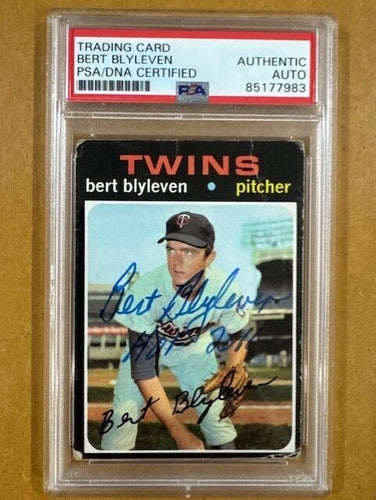 TRADING CARD
BERT BLYLEVEN
PSA/DNA CERTIFIED
AUTHENTIC
AUTO
85177983
PSA
TWINS
bert blyleven • pitcher
Bert Blyleven
HOF 2011
Bert Blyleven